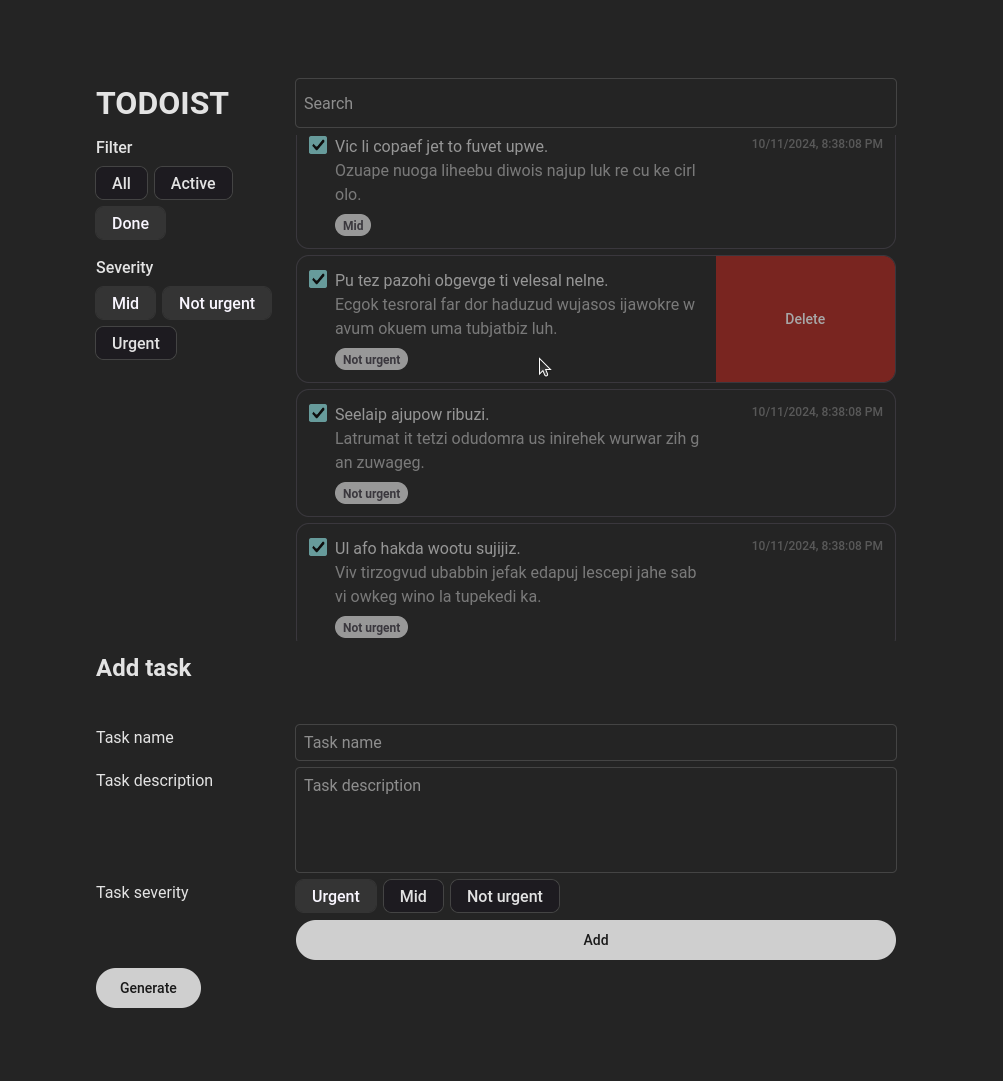 TODOIST
Filter
All
Active
Done
Severity
Mid
Not urgent
Urgent
Search
Vic li copaef jet to fuvet upwe.
10/11/2024, 8:38:08 PM
Ozuape nuoga liheebu diwois najup luk re cu ke cirl
olo.
Mid
Pu tez pazohi obgevge ti velesal nelne.
Ecgok tesroral far dor haduzud wujasos ijawokre w
avum okuem uma tubjatbiz luh.
Not urgent
Delete
Seelaip ajupow ribuzi.
10/11/2024, 8:38:08 PM
Latrumat it tetzi odudomra us inirehek wurwar zih g
an zuwageg.
Not urgent
Ul afo hakda wootu sujijiz.
10/11/2024, 8:38:08 PM
Viv tirzogvud ubabbin jefak edapuj lescepi jahe sab
vi owkeg wino la tupekedi ka.
Not urgent
Add task
Task name
Task name
Task description
Task description
Task severity
Urgent
Mid
Not urgent
Add
Generate